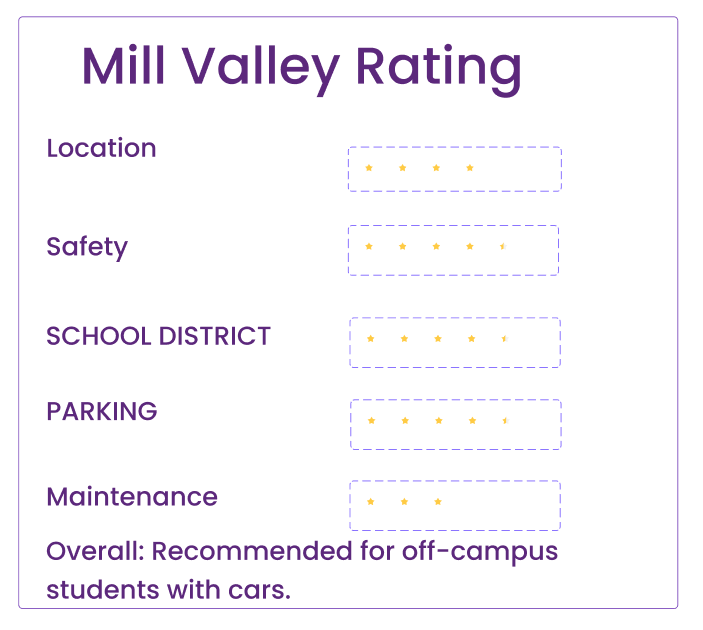 Mill Valley Rating
Location
Safety
SCHOOL DISTRICT
PARKING
Maintenance
Overall: Recommended for off-campus
students with cars.